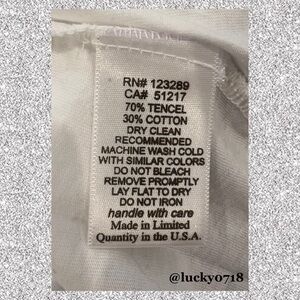 RN# 123289
CA# 51217
70% TENCEL
30% COTTON
DRY CLEAN
RECOMMENDED
MACHINE WASH COLD
WITH SIMILAR COLORS
DO NOT BLEACH
REMOVE PROMPTLY
LAY FLAT TO DRY
DO NOT IRON
handle with care
Made in Limited
Quantity in the U.S.A.
@lucky0718